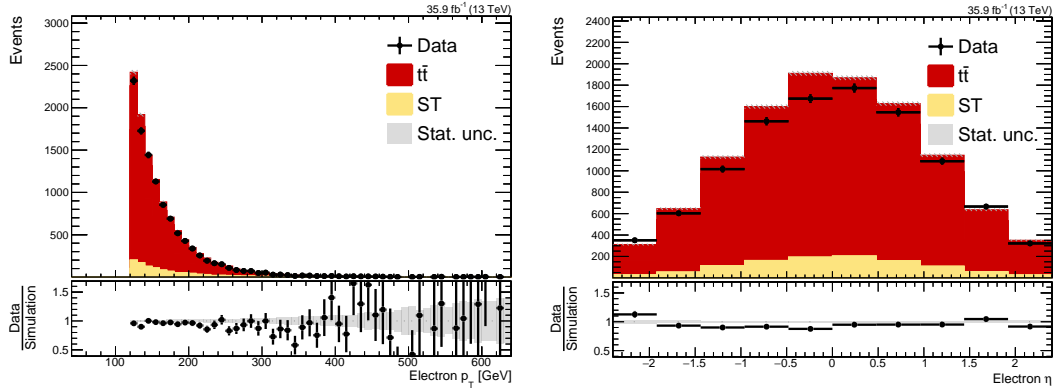 35.9 fb⁻¹ (13 TeV)
Events
3000
2500
2000
1500
1000
500
Data
tt̄
ST
Stat. unc.
Data
Simulation
1.5
1
0.5
100
200
300
400
500
600
Electron p_T [GeV]
35.9 fb⁻¹ (13 TeV)
Events
2400
2200
2000
1800
1600
1400
1200
1000
800
600
400
200
Data
tt̄
ST
Stat. unc.
Data
Simulation
1.5
1
0.5
−2
−1.5
−1
−0.5
0
0.5
1
1.5
2
Electron η